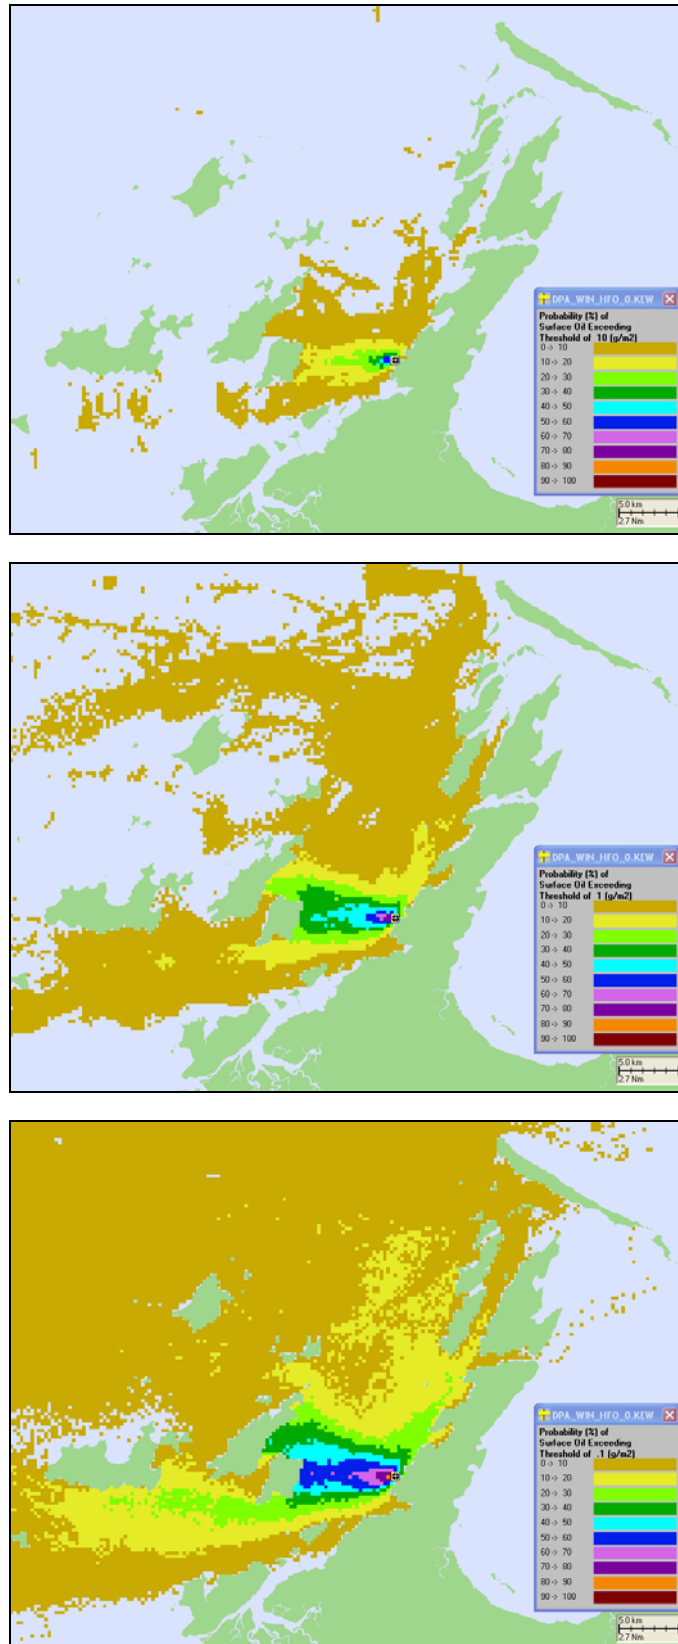 1
1
DPA_WIN_HFO_0.KEW
Probability (%) of
Surface Oil Exceeding
Threshold of 10 (g/m2)
0 -> 10
10 -> 20
20 -> 30
30 -> 40
40 -> 50
50 -> 60
60 -> 70
70 -> 80
80 -> 90
90 -> 100
5.0 km
2.7 Nm
DPA_WIN_HFO_0.KEW
Probability (%) of
Surface Oil Exceeding
Threshold of 1 (g/m2)
0 -> 10
10 -> 20
20 -> 30
30 -> 40
40 -> 50
50 -> 60
60 -> 70
70 -> 80
80 -> 90
90 -> 100
5.0 km
2.7 Nm
DPA_WIN_HFO_0.KEW
Probability (%) of
Surface Oil Exceeding
Threshold of .1 (g/m2)
0 -> 10
10 -> 20
20 -> 30
30 -> 40
40 -> 50
50 -> 60
60 -> 70
70 -> 80
80 -> 90
90 -> 100
5.0 km
2.7 Nm